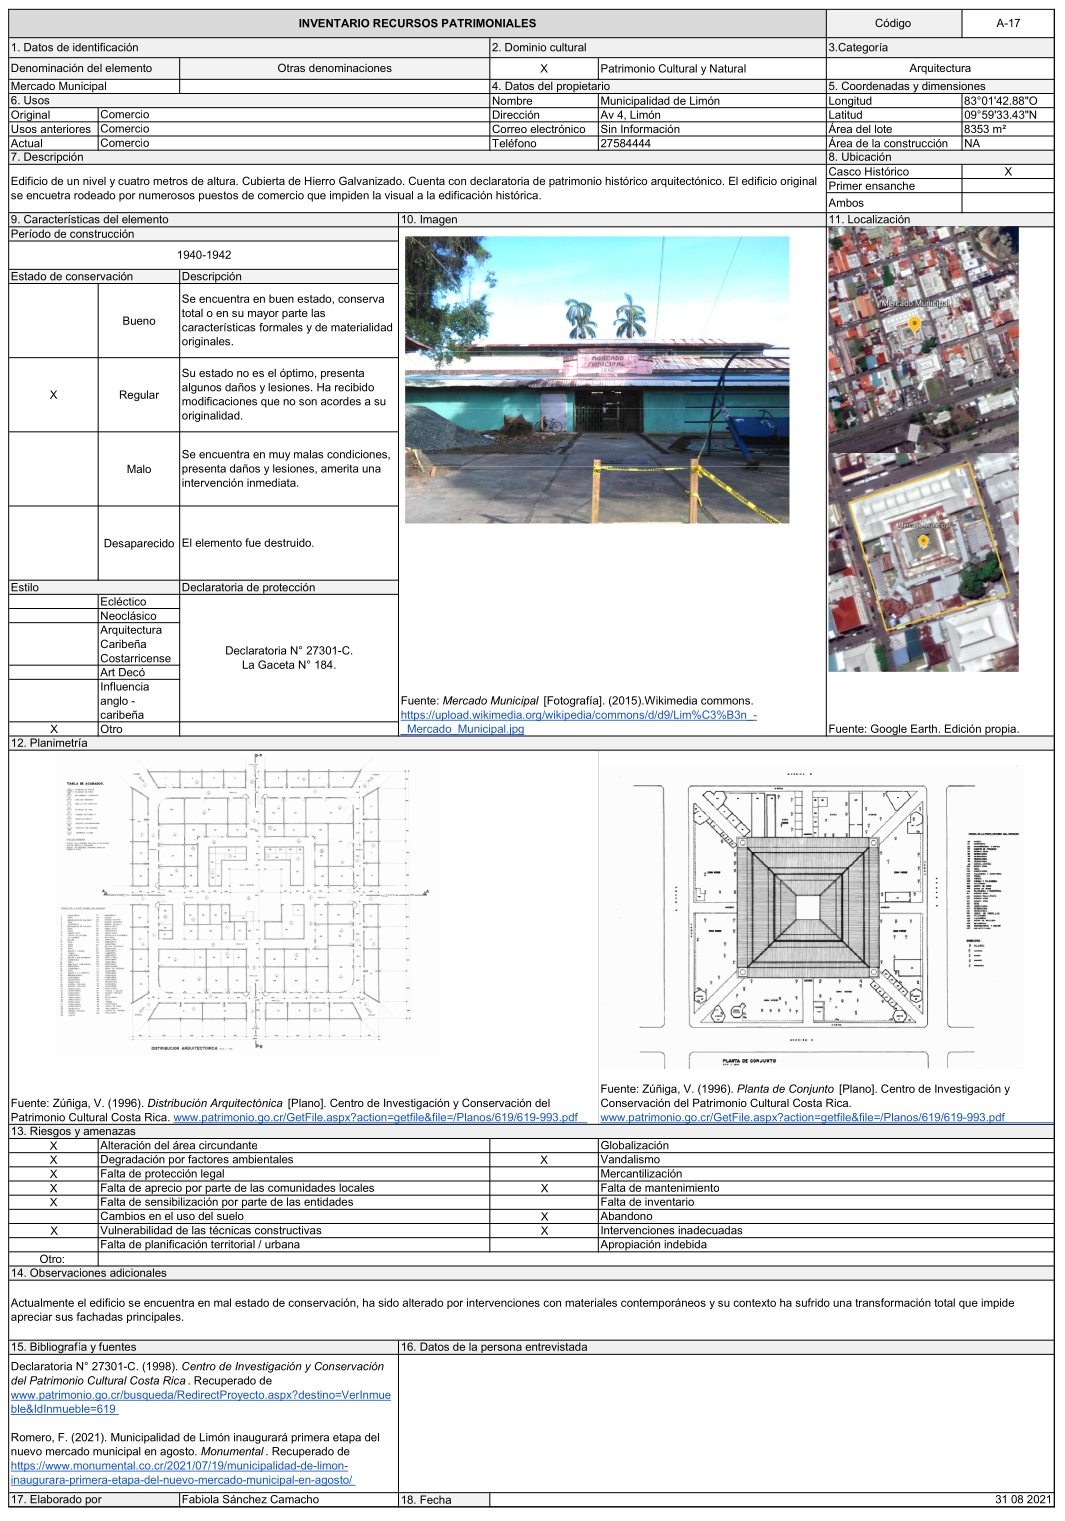 INVENTARIO RECURSOS PATRIMONIALES Código A-17
1. Datos de identificación 2. Dominio cultural 3.Categoría
Denominación del elemento Otras denominaciones X Patrimonio Cultural y Natural Arquitectura
Mercado Municipal 4. Datos del propietario 5. Coordenadas y dimensiones
6. Usos Nombre Municipalidad de Limón Longitud 83°01'42.88"O
Original Comercio Dirección Av 4, Limón Latitud 09°59'33.43"N
Usos anteriores Comercio Correo electrónico Sin Información Área del lote 8353 m²
Actual Comercio Teléfono 27584444 Área de la construcción NA
7. Descripción 8. Ubicación
Edificio de un nivel y cuatro metros de altura. Cubierta de Hierro Galvanizado. Cuenta con declaratoria de patrimonio histórico arquitectónico. El edificio original
se encuetra rodeado por numerosos puestos de comercio que impiden la visual a la edificación histórica.
Casco Histórico X
Primer ensanche
Ambos
9. Características del elemento 10. Imagen 11. Localización
Período de construcción
1940-1942
Estado de conservación Descripción
Bueno
Se encuentra en buen estado, conserva
total o en su mayor parte las
características formales y de materialidad
originales.
X Regular
Su estado no es el óptimo, presenta
algunos daños y lesiones. Ha recibido
modificaciones que no son acordes a su
originalidad.
Malo
Se encuentra en muy malas condiciones,
presenta daños y lesiones, amerita una
intervención inmediata.
Desaparecido El elemento fue destruido.
Estilo Declaratoria de protección
Ecléctico
Neoclásico
Arquitectura
Caribeña
Costarricense
Art Decó
Influencia
anglo -
caribeña
X Otro
Declaratoria N° 27301-C.
La Gaceta N° 184.
MERCADO
MUNICIPAL
Mercado Municipal
Mercado Municipal
Fuente: Mercado Municipal [Fotografía]. (2015).Wikimedia commons.
https://upload.wikimedia.org/wikipedia/commons/d/d9/Lim%C3%B3n_-
_Mercado_Municipal.jpg
Fuente: Google Earth. Edición propia.
12. Planimetría
TABLA DE ACABADOS.
DISTRIBUCION ARQUITECTONICA
PLANTA DE CONJUNTO
Fuente: Zúñiga, V. (1996). Distribución Arquitectónica [Plano]. Centro de Investigación y Conservación del
Patrimonio Cultural Costa Rica. www.patrimonio.go.cr/GetFile.aspx?action=getfile&file=/Planos/619/619-993.pdf
Fuente: Zúñiga, V. (1996). Planta de Conjunto [Plano]. Centro de Investigación y
Conservación del Patrimonio Cultural Costa Rica.
www.patrimonio.go.cr/GetFile.aspx?action=getfile&file=/Planos/619/619-993.pdf
13. Riesgos y amenazas
X Alteración del área circundante Globalización
X Degradación por factores ambientales X Vandalismo
X Falta de protección legal Mercantilización
X Falta de aprecio por parte de las comunidades locales X Falta de mantenimiento
X Falta de sensibilización por parte de las entidades Falta de inventario
Cambios en el uso del suelo X Abandono
X Vulnerabilidad de las técnicas constructivas X Intervenciones inadecuadas
Falta de planificación territorial / urbana Apropiación indebida
Otro:
14. Observaciones adicionales
Actualmente el edificio se encuentra en mal estado de conservación, ha sido alterado por intervenciones con materiales contemporáneos y su contexto ha sufrido una transformación total que impide
apreciar sus fachadas principales.
15. Bibliografía y fuentes 16. Datos de la persona entrevistada
Declaratoria N° 27301-C. (1998). Centro de Investigación y Conservación
del Patrimonio Cultural Costa Rica. Recuperado de
www.patrimonio.go.cr/busqueda/RedirectProyecto.aspx?destino=VerInmue
ble&IdInmueble=619
Romero, F. (2021). Municipalidad de Limón inaugurará primera etapa del
nuevo mercado municipal en agosto. Monumental. Recuperado de
https://www.monumental.co.cr/2021/07/19/municipalidad-de-limon-
inaugurara-primera-etapa-del-nuevo-mercado-municipal-en-agosto/
17. Elaborado por Fabiola Sánchez Camacho 18. Fecha 31 08 2021